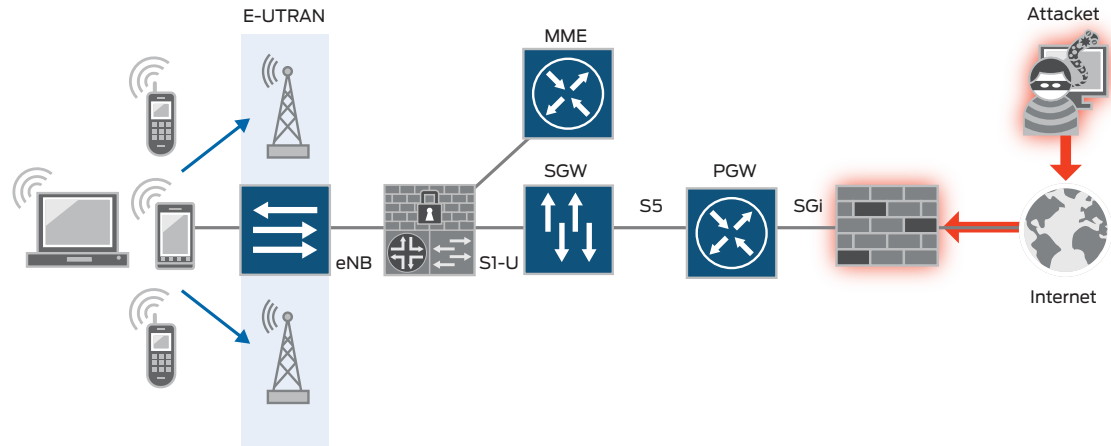 E-UTRAN
Attacket
MME
SGW
PGW
S5
SGi
eNB
S1-U
Internet